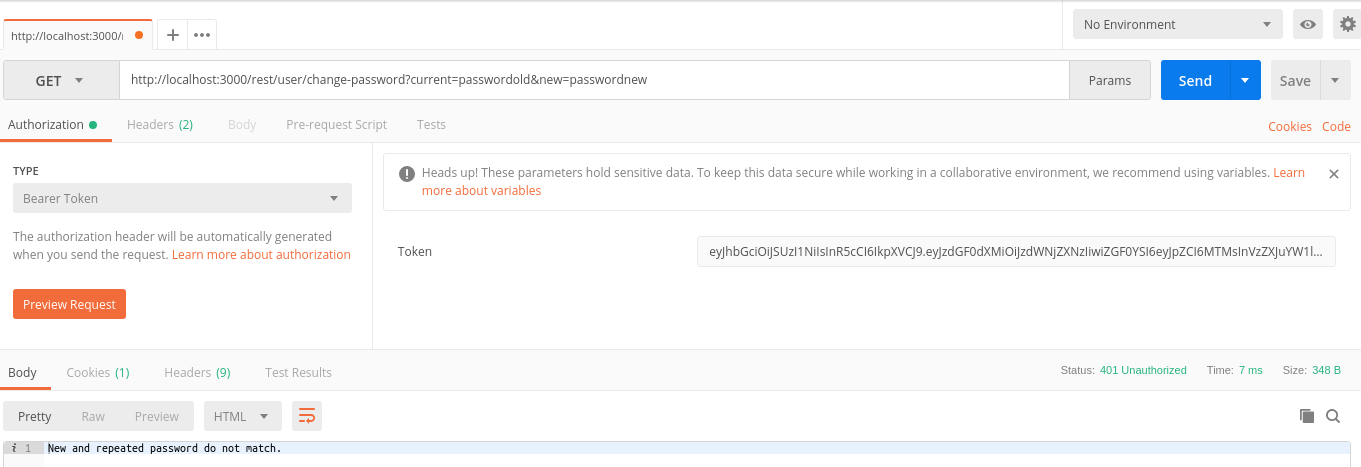 http://localhost:3000/r
No Environment
GET
http://localhost:3000/rest/user/change-password?current=passwordold&new=passwordnew
Params
Send
Save
Authorization
Headers (2)
Body
Pre-request Script
Tests
Cookies
Code
TYPE
Bearer Token
The authorization header will be automatically generated
when you send the request. Learn more about authorization
Preview Request
Heads up! These parameters hold sensitive data. To keep this data secure while working in a collaborative environment, we recommend using variables. Learn
more about variables
Token
eyJhbGciOiJSUzI1NiIsInR5cCI6IkpXVCJ9.eyJzdGF0dXMiOiJzdWNjZXNzIiwiZGF0YSI6eyJpZCI6MTMsInVzZXJuYW1l...
Body
Cookies (1)
Headers (9)
Test Results
Status: 401 Unauthorized
Time: 7 ms
Size: 348 B
Pretty
Raw
Preview
HTML
i 1
New and repeated password do not match.